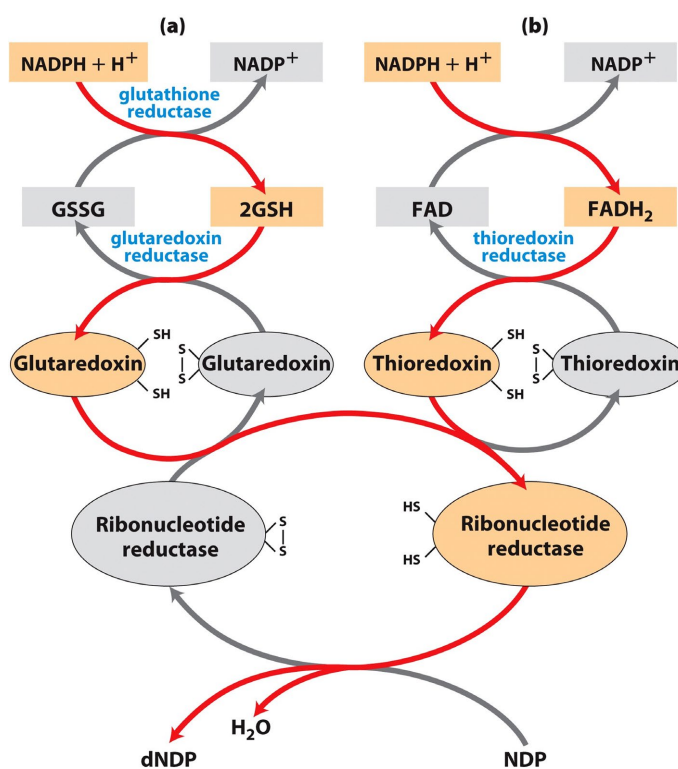 (a)
(b)
NADPH + H⁺
NADP⁺
NADPH + H⁺
NADP⁺
glutathione
reductase
GSSG
2GSH
FAD
FADH₂
glutaredoxin
reductase
thioredoxin
reductase
SH
Glutaredoxin
SH
S
S
Glutaredoxin
SH
Thioredoxin
SH
S
S
Thioredoxin
Ribonucleotide
reductase
S
S
HS
HS
Ribonucleotide
reductase
H₂O
dNDP
NDP